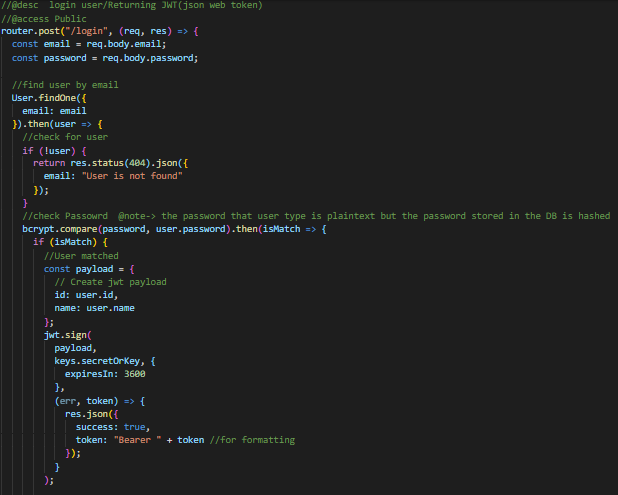 //@desc  login user/Returning JWT(json web token)
//@access Public
router.post("/login", (req, res) => {
  const email = req.body.email;
  const password = req.body.password;

  //find user by email
  User.findOne({
    email: email
  }).then(user => {
    //check for user
    if (!user) {
      return res.status(404).json({
        email: "User is not found"
      });
    }
    //check Passowrd  @note-> the password that user type is plaintext but the password stored in the DB is hashed
    bcrypt.compare(password, user.password).then(isMatch => {
      if (isMatch) {
        //User matched
        const payload = {
          // Create jwt payload
          id: user.id,
          name: user.name
        };
        jwt.sign(
          payload,
          keys.secretOrKey, {
            expiresIn: 3600
          },
          (err, token) => {
            res.json({
              success: true,
              token: "Bearer " + token //for formatting
            });
          }
        );